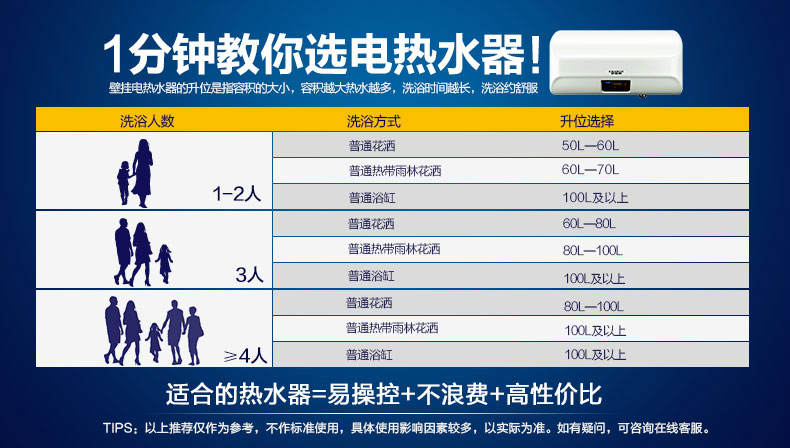 1分钟教你选电热水器!
壁挂电热水器的升位是指容积的大小，容积越大热水越多，洗浴时间越长，洗浴约舒服
洗浴人数 洗浴方式 升位选择
普通花洒 50L—60L
普通热带雨林花洒 60L—70L
1-2人 普通浴缸 100L及以上
普通花洒 60L—80L
普通热带雨林花洒 80L—100L
3人 普通浴缸 100L及以上
普通花洒 80L—100L
普通热带雨林花洒 100L及以上
≥4人 普通浴缸 100L及以上
适合的热水器=易操控+不浪费+高性价比
TIPS：以上推荐仅作为参考，不作标准使用，具体使用影响因素较多，以实际为准。如有疑问，可咨询在线客服。